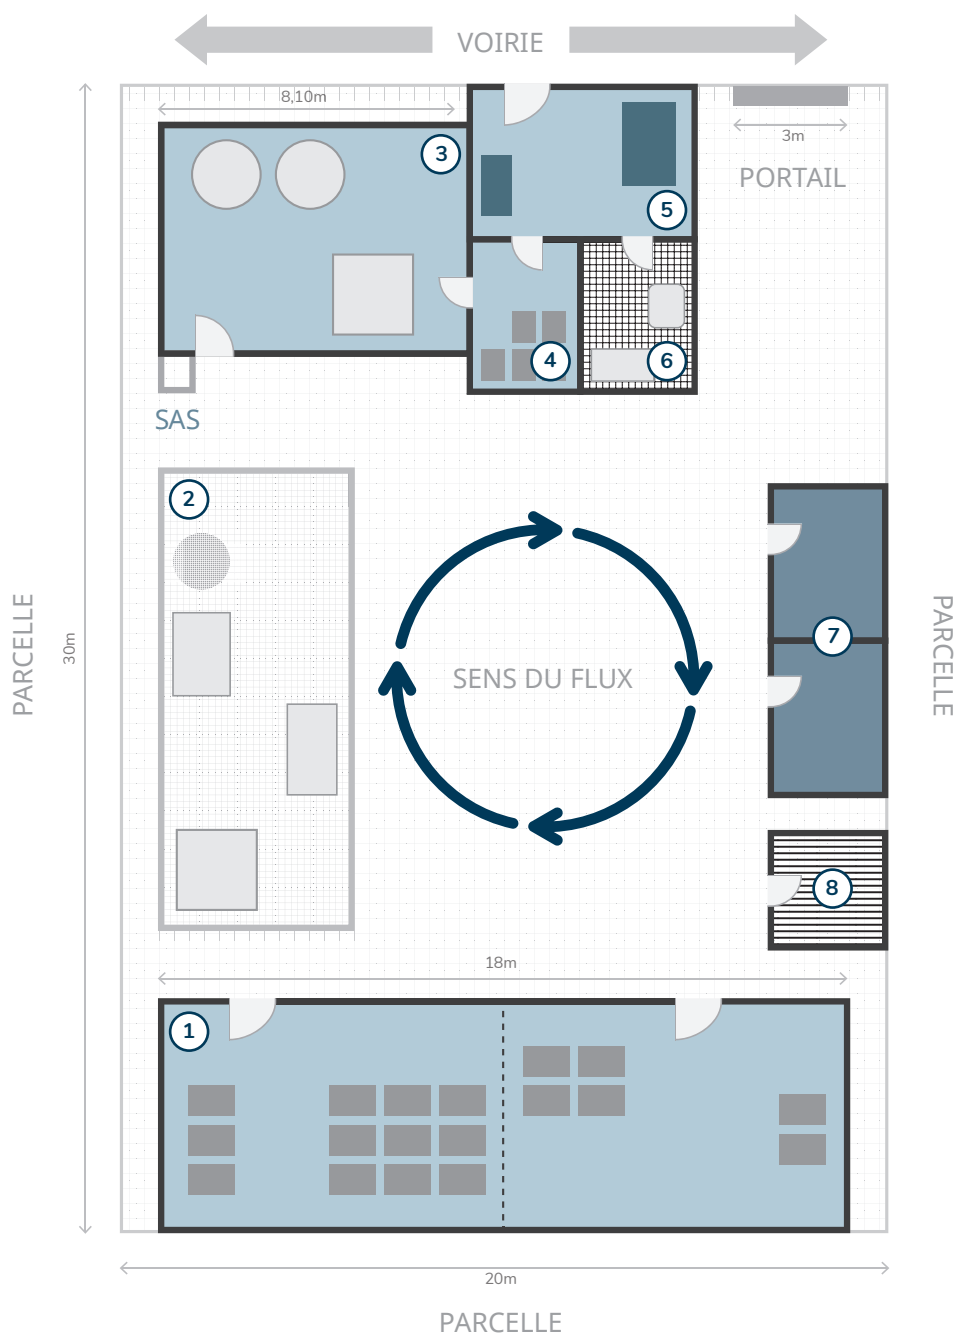 VOIRIE
8,10m
3m
3
PORTAIL
5
4
6
SAS
2
PARCELLE
30m
SENS DU FLUX
7
PARCELLE
8
18m
1
20m
PARCELLE